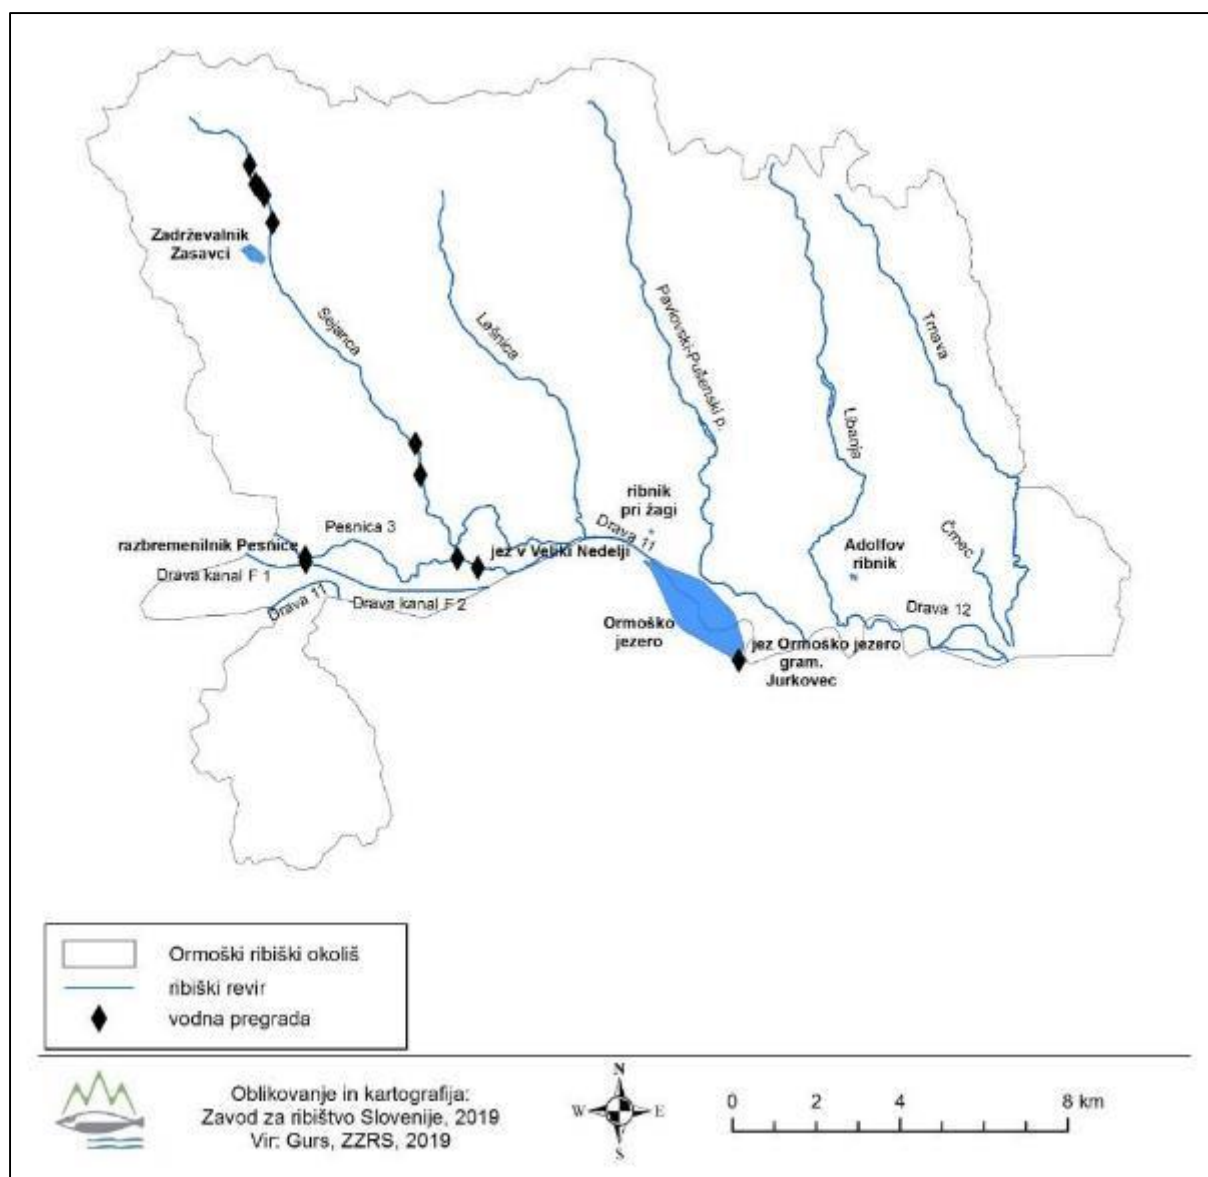 Zadrževalnik
Zasavci
Sejanca
Lašnica
Pavlovski-Pušenski p.
Libanja
Trnava
ribnik
pri žagi
Pesnica 3
razbremenilnik Pesnice
jez v Veliki Nedelji
Drava 11
Črnec
Adolfov
ribnik
Drava kanal F 1
Drava 11
Drava kanal F 2
Drava 12
Ormoško
jezero
jez Ormoško jezero
gram.
Jurkovec
Ormoški ribiški okoliš
ribiški revir
vodna pregrada
Oblikovanje in kartografija:
Zavod za ribištvo Slovenije, 2019
Vir: Gurs, ZZRS, 2019
N
W
E
S
0 2 4 8 km